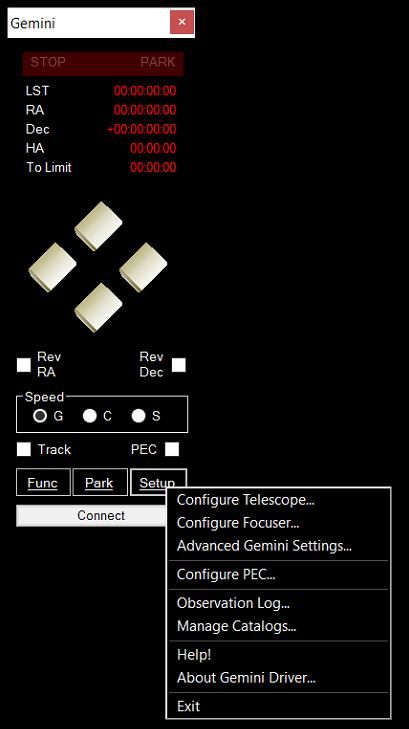 Gemini ×
STOP PARK
LST 00:00:00:00
RA 00:00:00:00
Dec +00:00:00:00
HA 00:00:00
To Limit 00:00:00
Rev RA
Rev Dec
Speed
G C S
Track PEC
Func Park Setup
Connect
Configure Telescope...
Configure Focuser...
Advanced Gemini Settings...
Configure PEC...
Observation Log...
Manage Catalogs...
Help!
About Gemini Driver...
Exit